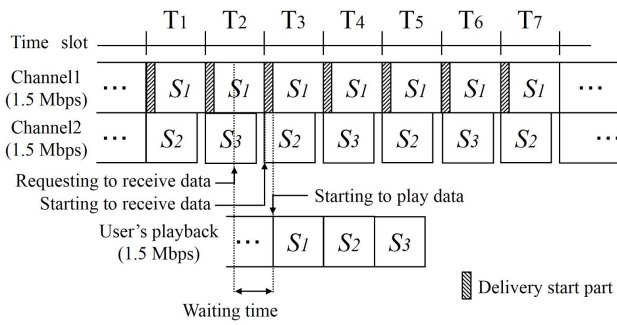 T1 T2 T3 T4 T5 T6 T7
Time slot
Channel1
(1.5 Mbps)
... S1 S1 S1 S1 S1 S1 S1 ...
Channel2
(1.5 Mbps)
... S2 S3 S2 S3 S2 S3 S2 ...
Requesting to receive data
Starting to receive data
Starting to play data
User's playback
(1.5 Mbps)
... S1 S2 S3
Delivery start part
Waiting time